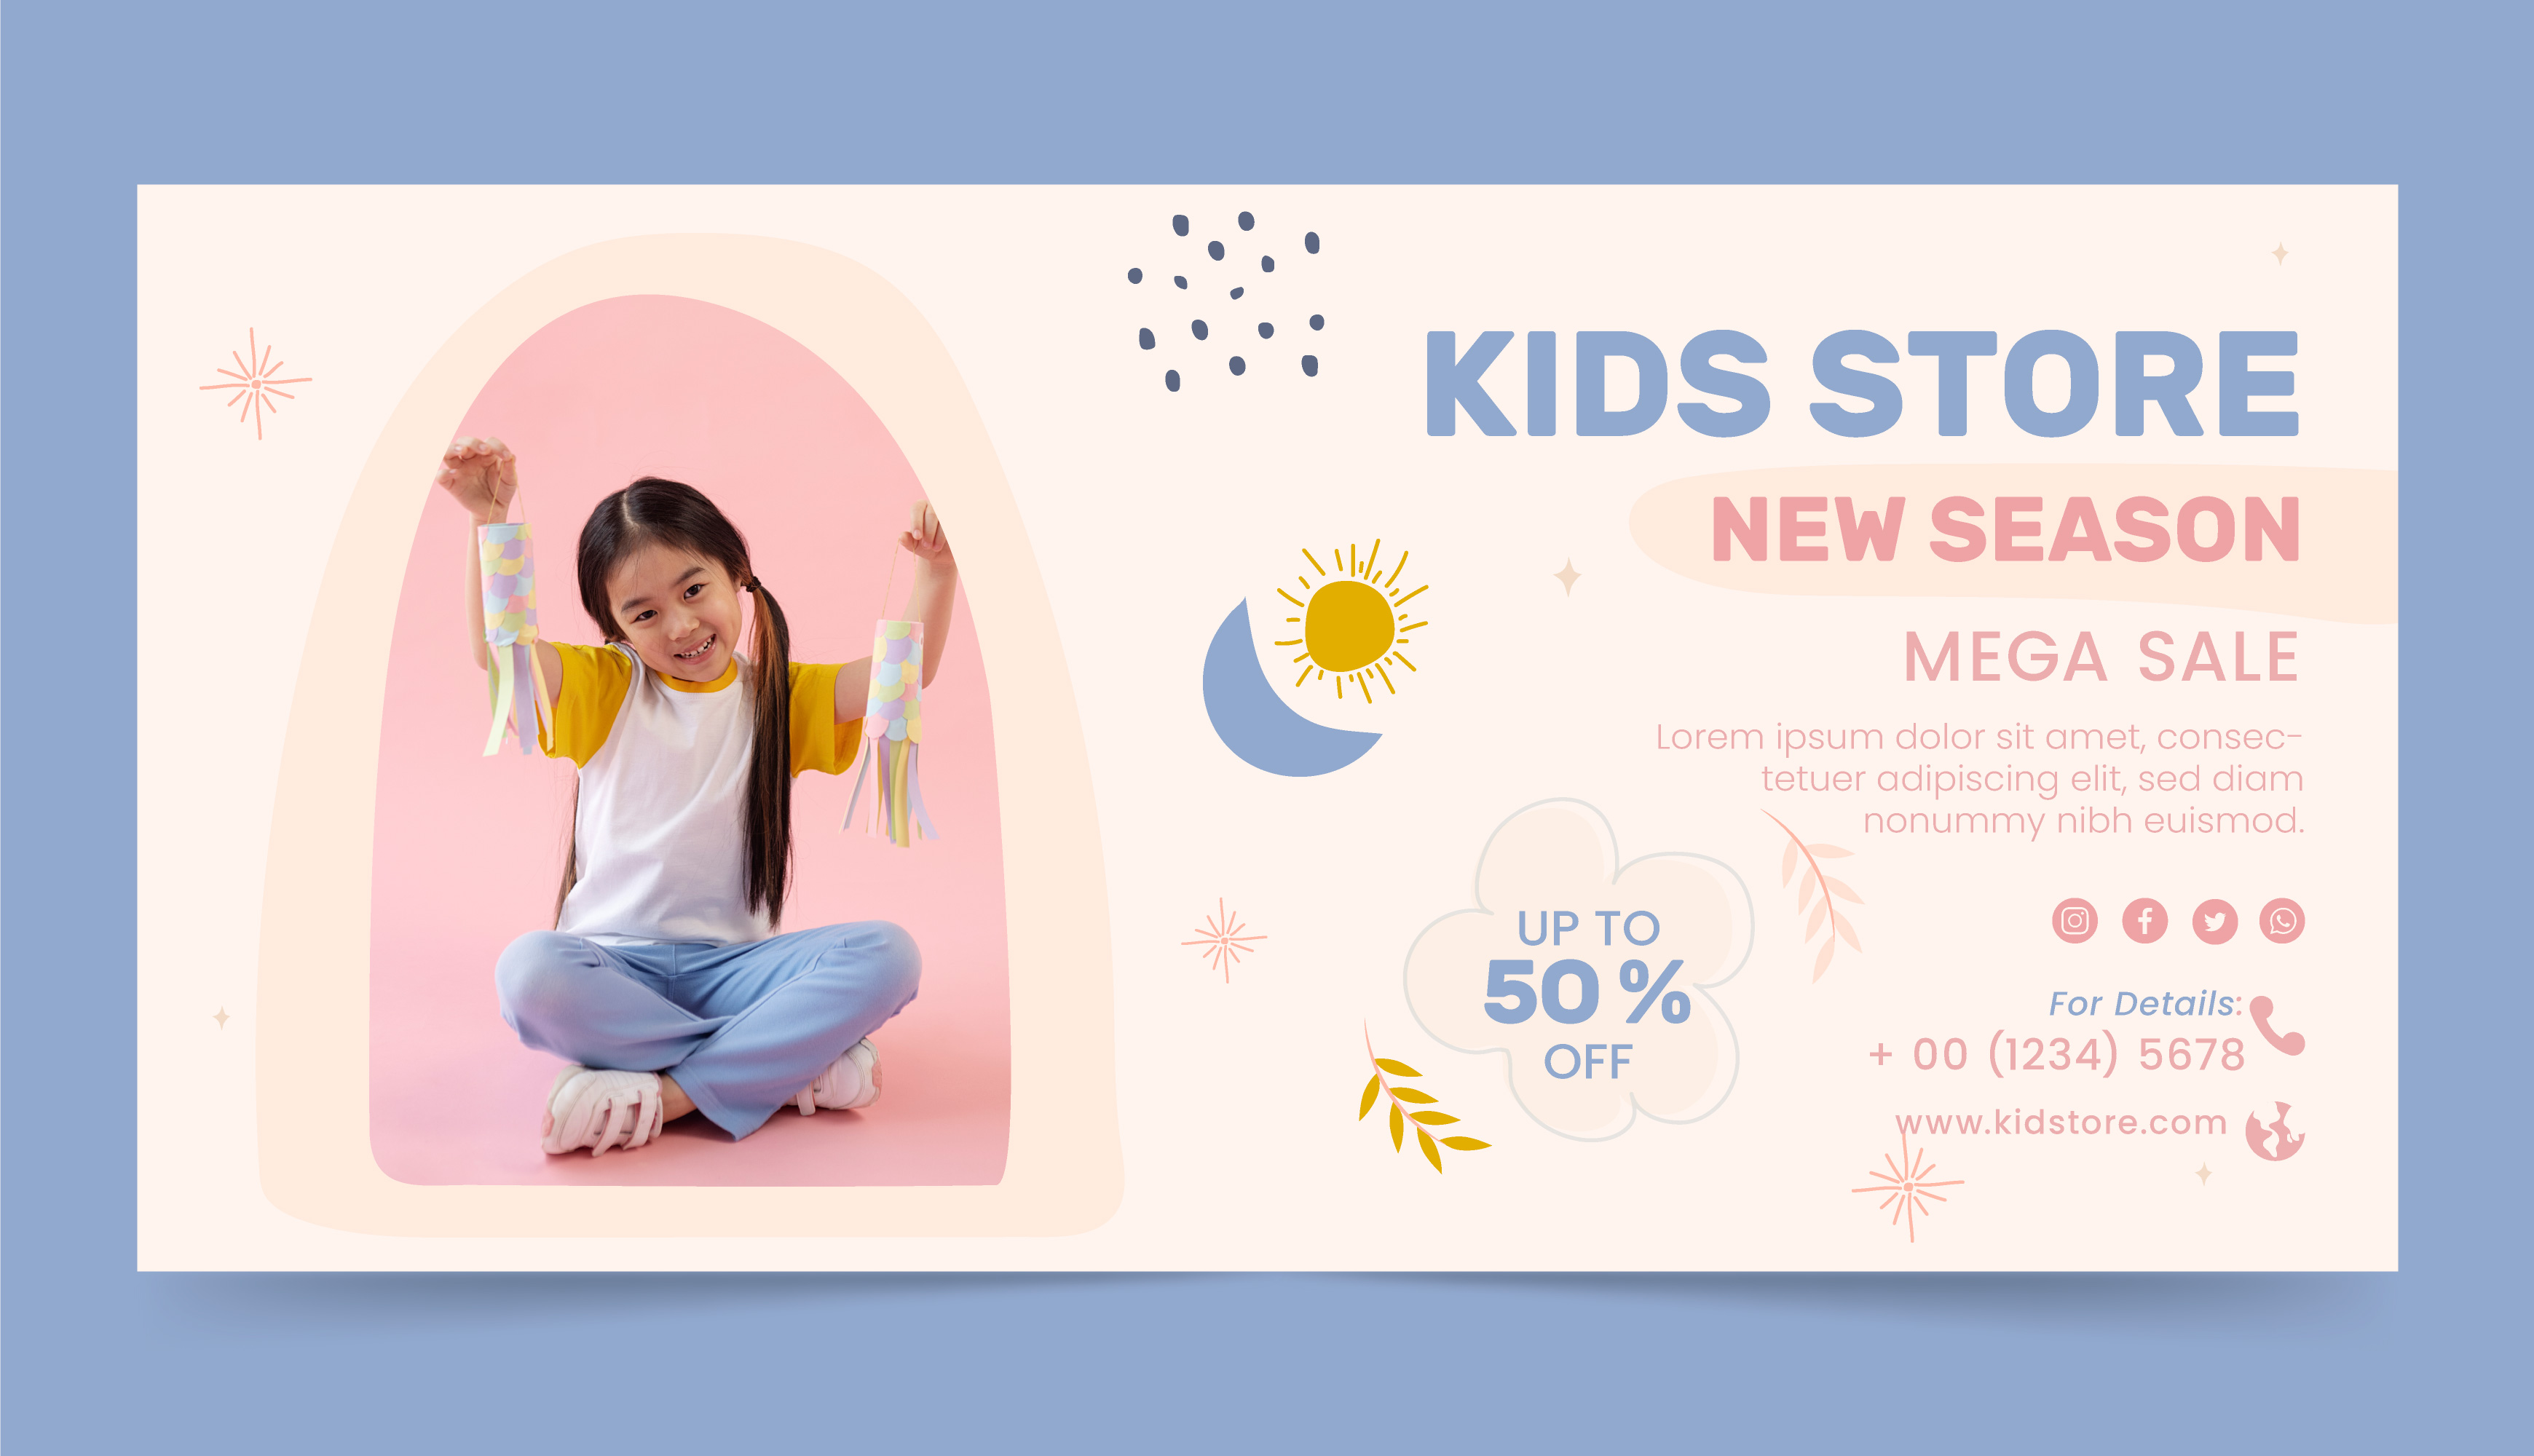 KIDS STORE
NEW SEASON
MEGA SALE
Lorem ipsum dolor sit amet, consec-
tetuer adipiscing elit, sed diam
nonummy nibh euismod.
UP TO
50 %
OFF
For Details:
+ 00 (1234) 5678
www.kidstore.com